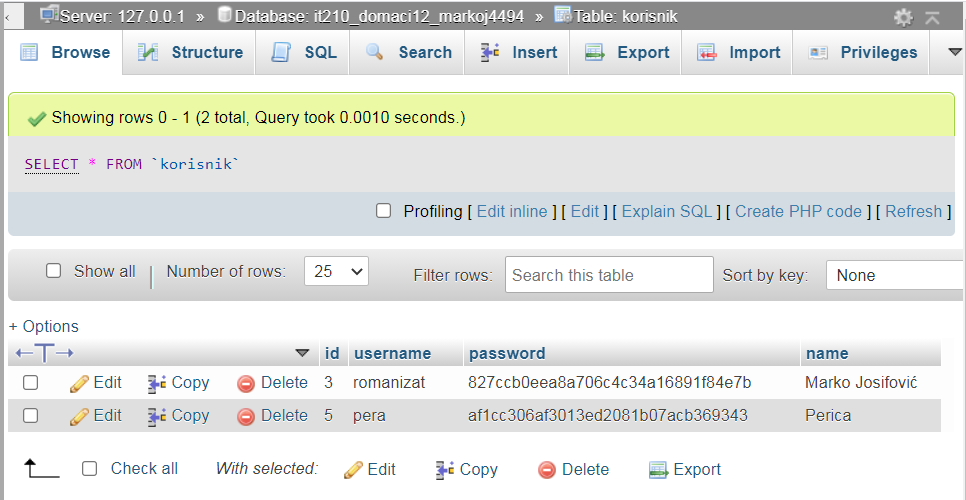 Server: 127.0.0.1 » Database: it210_domaci12_markoj4494 » Table: korisnik
Browse Structure SQL Search Insert Export Import Privileges
Showing rows 0 - 1 (2 total, Query took 0.0010 seconds.)
SELECT * FROM `korisnik`
Profiling [ Edit inline ] [ Edit ] [ Explain SQL ] [ Create PHP code ] [ Refresh ]
Show all Number of rows: 25 Filter rows: Search this table Sort by key: None
+ Options
id username password name
Edit Copy Delete 3 romanizat 827ccb0eea8a706c4c34a16891f84e7b Marko Josifović
Edit Copy Delete 5 pera af1cc306af3013ed2081b07acb369343 Perica
Check all With selected: Edit Copy Delete Export